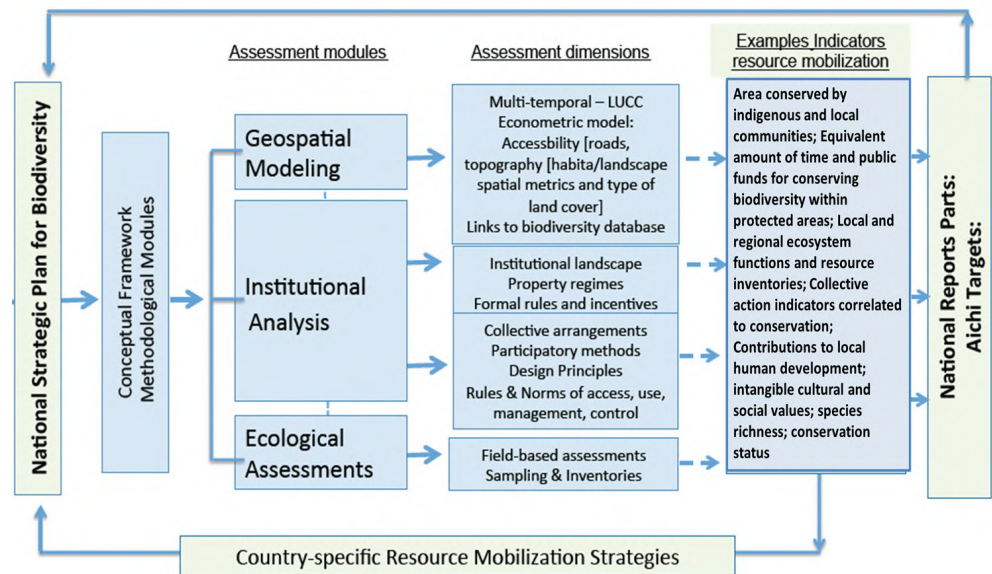 Assessment modules
Assessment dimensions
Examples Indicators
resource mobilization
National Strategic Plan for Biodiversity
Conceptual Framework
Methodological Modules
Geospatial
Modeling
Institutional
Analysis
Ecological
Assessments
Multi-temporal – LUCC
Econometric model:
Accessbility [roads,
topography [habita/landscape
spatial metrics and type of
land cover]
Links to biodiversity database
Institutional landscape
Property regimes
Formal rules and incentives
Collective arrangements
Participatory methods
Design Principles
Rules & Norms of access, use,
management, control
Field-based assessments
Sampling & Inventories
Area conserved by
indigenous and local
communities; Equivalent
amount of time and public
funds for conserving
biodiversity within
protected areas; Local and
regional ecosystem
functions and resource
inventories; Collective
action indicators correlated
to conservation;
Contributions to local
human development;
intangible cultural and
social values; species
richness; conservation
status
National Reports Parts:
Aichi Targets:
Country-specific Resource Mobilization Strategies